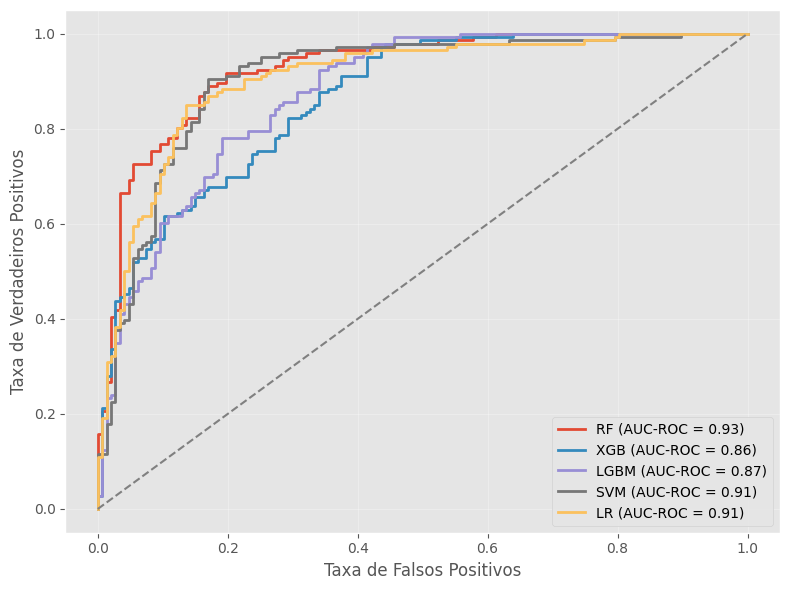 Taxa de Verdadeiros Positivos
1.0
0.8
0.6
0.4
0.2
0.0
RF (AUC-ROC = 0.93)
XGB (AUC-ROC = 0.86)
LGBM (AUC-ROC = 0.87)
SVM (AUC-ROC = 0.91)
LR (AUC-ROC = 0.91)
0.0 0.2 0.4 0.6 0.8 1.0
Taxa de Falsos Positivos